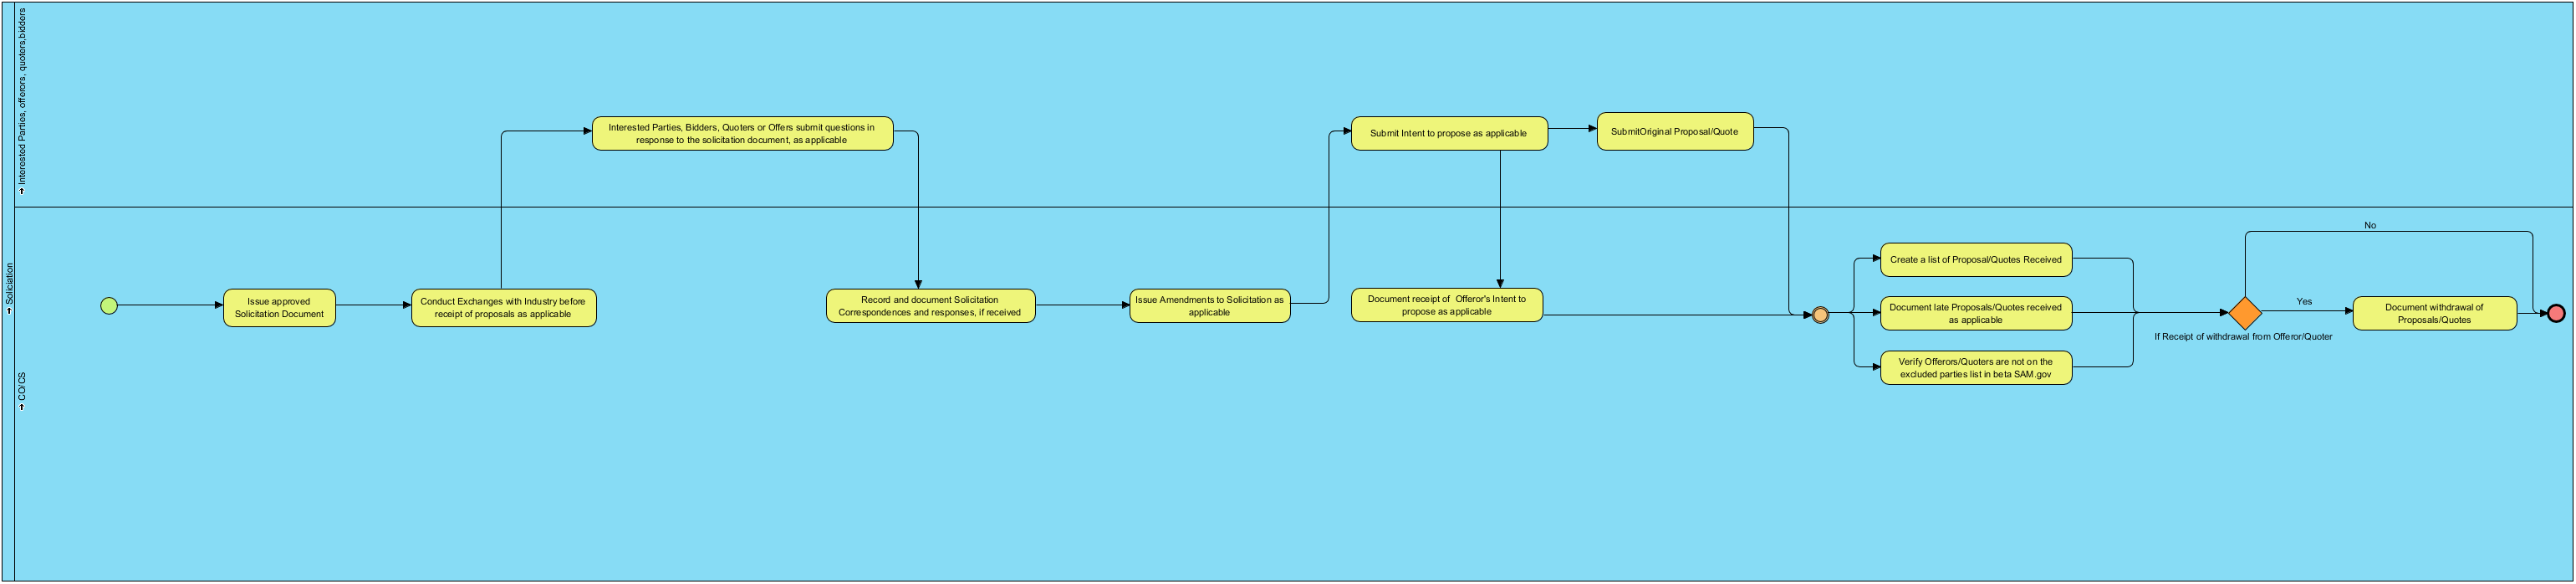 Soliciation
Interested Parties, offerors, quoters,bidders
Interested Parties, Bidders, Quoters or Offers submit questions in
response to the solicitation document, as applicable
Submit Intent to propose as applicable
SubmitOriginal Proposal/Quote
CO/CS
Issue approved
Solicitation Document
Conduct Exchanges with Industry before
receipt of proposals as applicable
Record and document Solicitation
Correspondences and responses, if received
Issue Amendments to Solicitation as
applicable
Document receipt of  Offeror's Intent to
propose as applicable
Create a list of Proposal/Quotes Received
Document late Proposals/Quotes received
as applicable
Verify Offerors/Quoters are not on the
excluded parties list in beta SAM.gov
If Receipt of withdrawal from Offeror/Quoter
No
Yes
Document withdrawal of
Proposals/Quotes